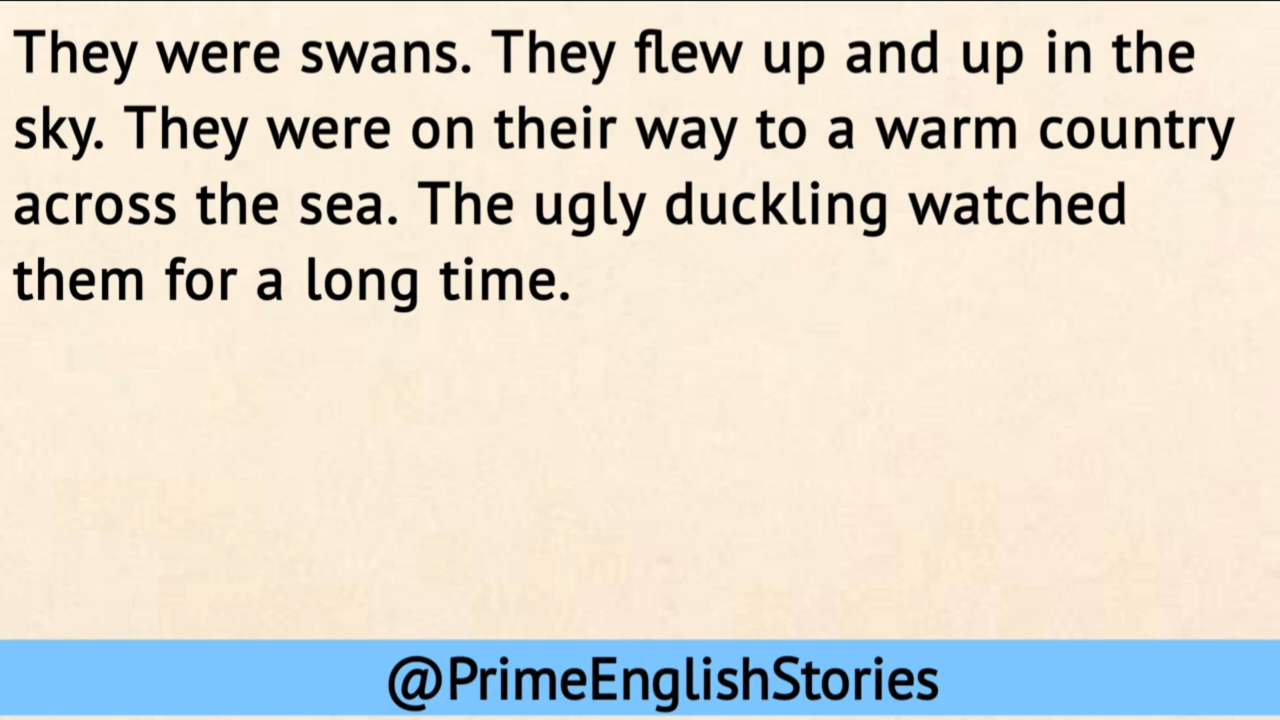 They were swans. They flew up and up in the
sky. They were on their way to a warm country
across the sea. The ugly duckling watched
them for a long time.
@PrimeEnglishStories